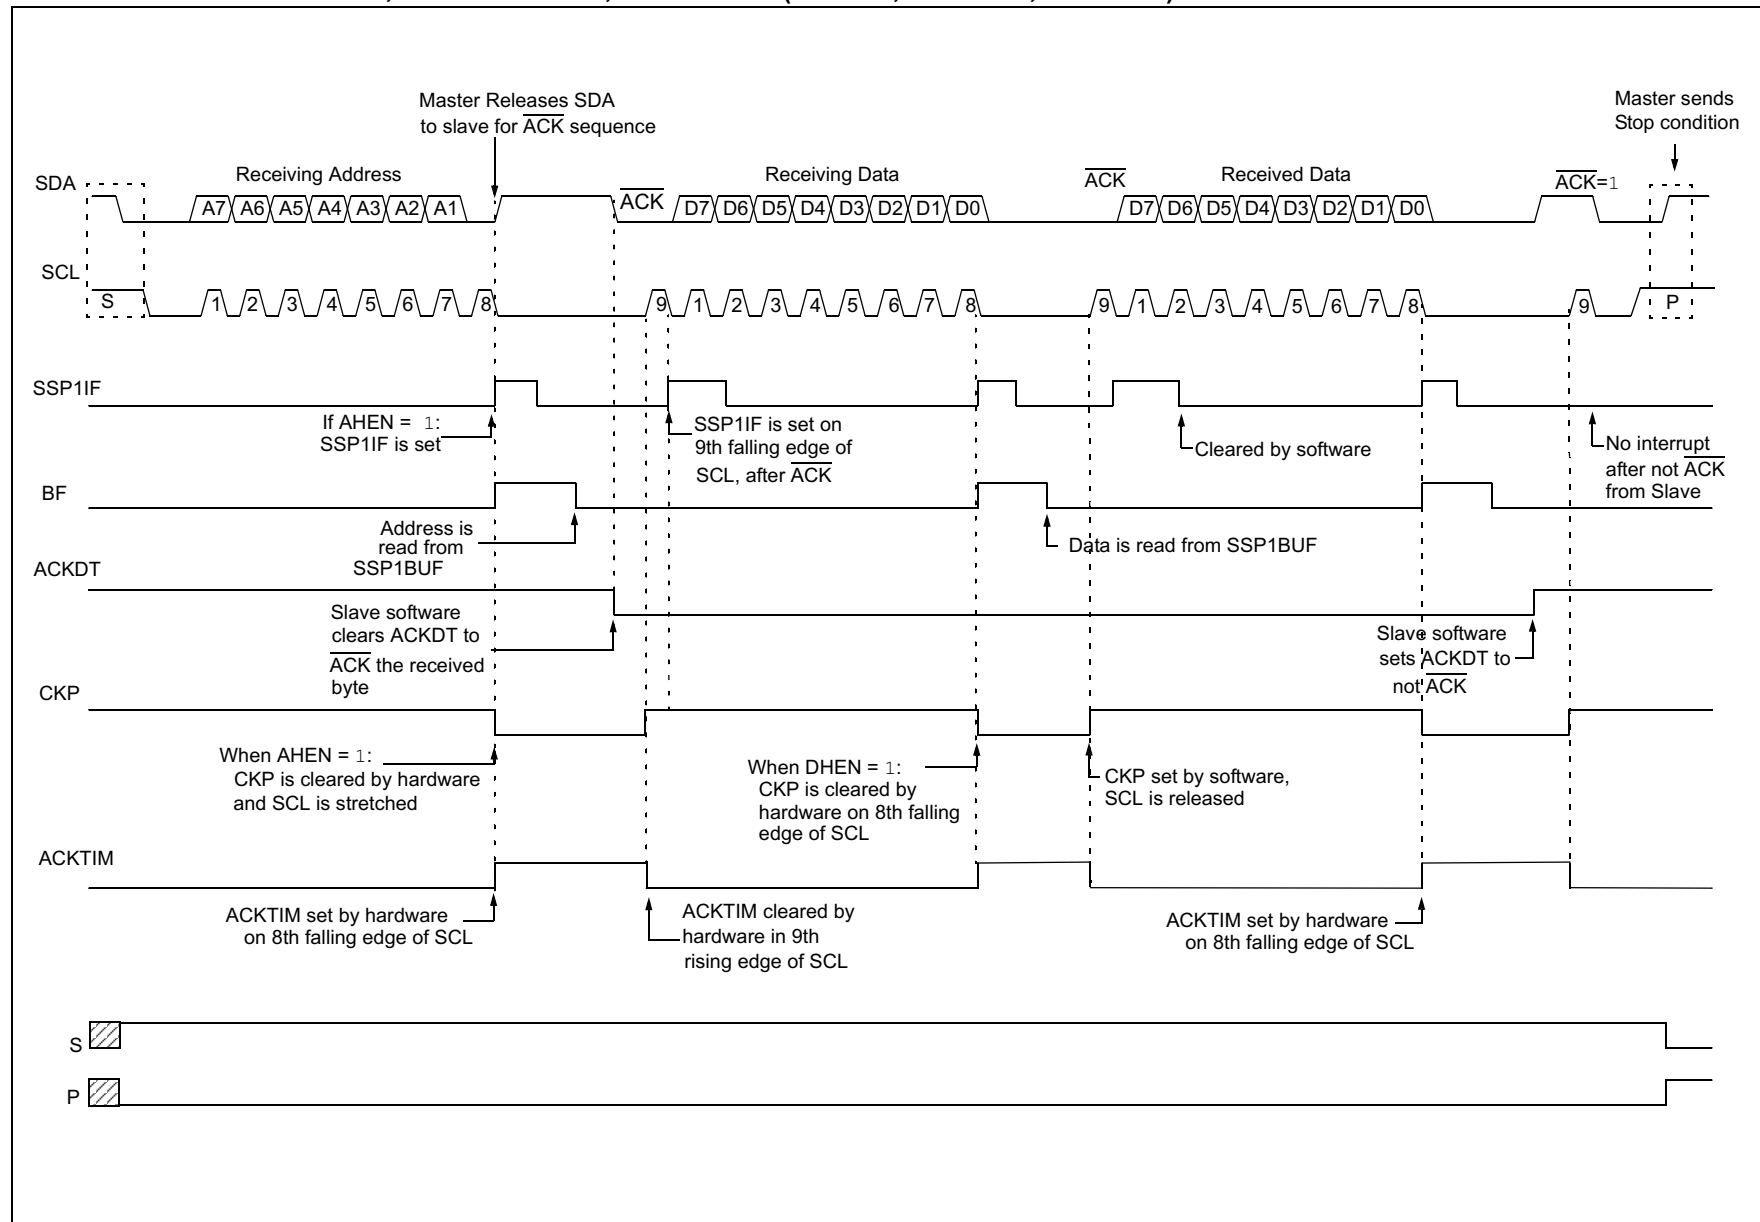 Master Releases SDA
to slave for ACK sequence
Master sends
Stop condition
SDA
Receiving Address
ACK
Receiving Data
ACK
Received Data
ACK=1
A7 A6 A5 A4 A3 A2 A1
D7 D6 D5 D4 D3 D2 D1 D0
D7 D6 D5 D4 D3 D2 D1 D0
SCL
S
1 2 3 4 5 6 7 8
9 1 2 3 4 5 6 7 8
9 1 2 3 4 5 6 7 8
9
P
SSP1IF
If AHEN = 1:
SSP1IF is set
SSP1IF is set on
9th falling edge of
SCL, after ACK
Cleared by software
No interrupt
after not ACK
from Slave
BF
Address is
read from
SSP1BUF
Data is read from SSP1BUF
ACKDT
Slave software
clears ACKDT to
ACK the received
byte
Slave software
sets ACKDT to
not ACK
CKP
When AHEN = 1:
CKP is cleared by hardware
and SCL is stretched
When DHEN = 1:
CKP is cleared by
hardware on 8th falling
edge of SCL
CKP set by software,
SCL is released
ACKTIM
ACKTIM set by hardware
on 8th falling edge of SCL
ACKTIM cleared by
hardware in 9th
rising edge of SCL
ACKTIM set by hardware
on 8th falling edge of SCL
S
P